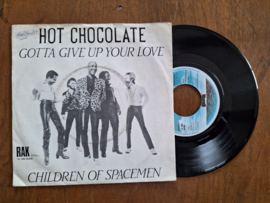 HOT CHOCOLATE
GOTTA GIVE UP YOUR LOVE
RAK
CHILDREN OF SPACEMEN